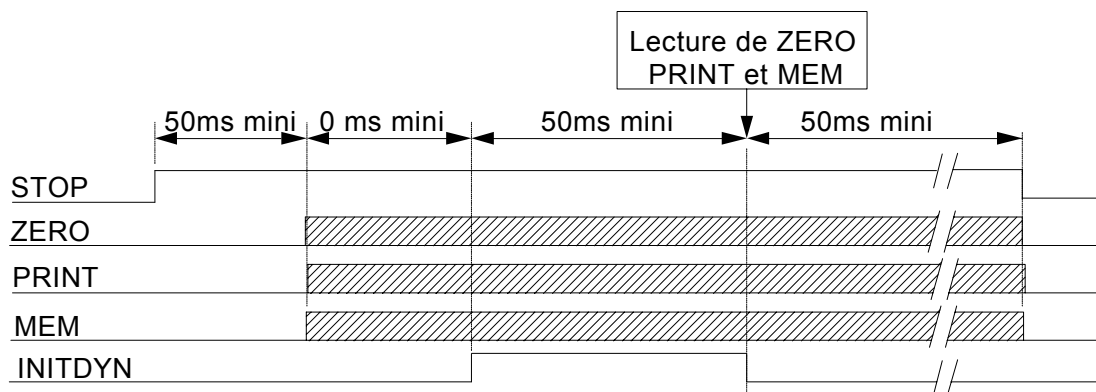 Lecture de ZERO
PRINT et MEM
50ms mini 0 ms mini 50ms mini 50ms mini
STOP
ZERO
PRINT
MEM
INITDYN